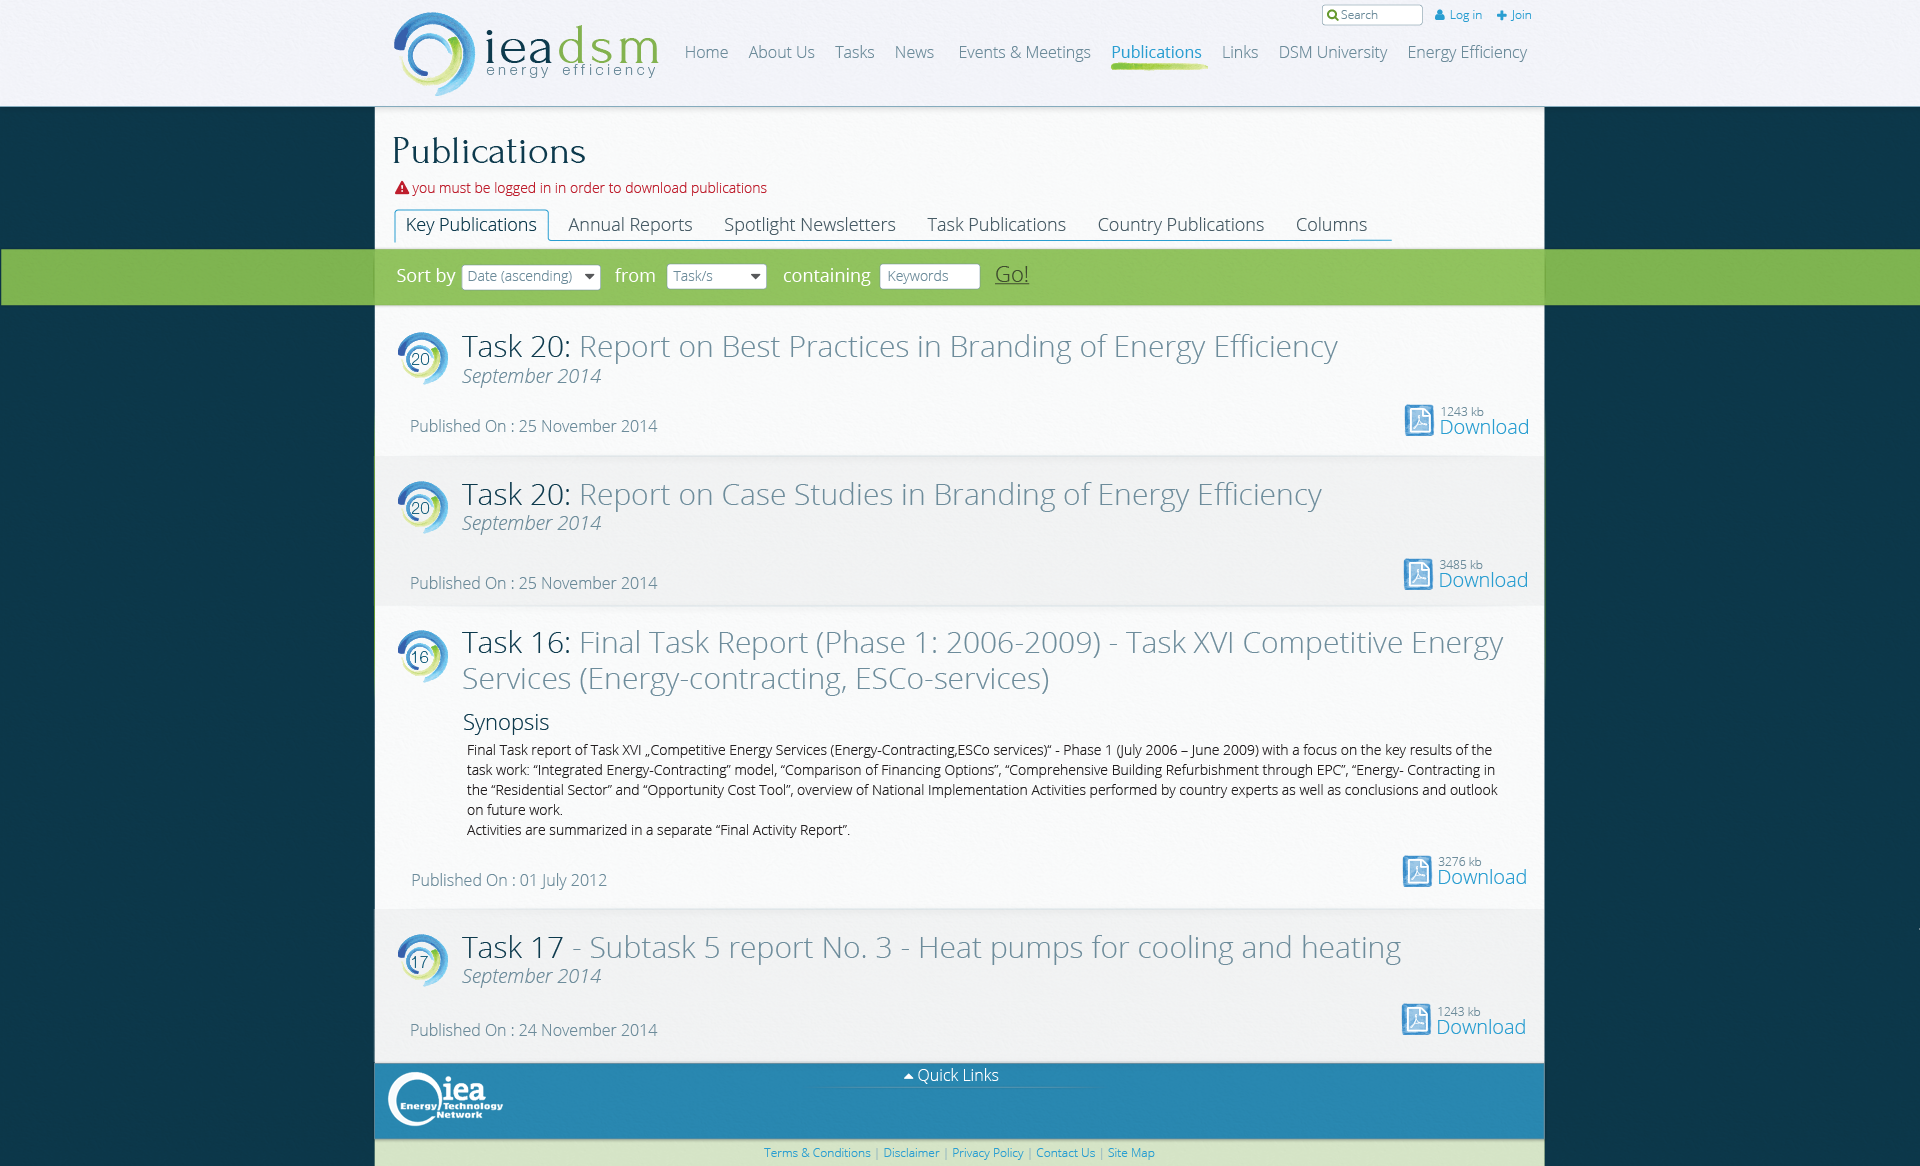 Search Log in Join
ieadsm
energy efficiency
Home About Us Tasks News Events & Meetings Publications Links DSM University Energy Efficiency
Publications
you must be logged in in order to download publications
Key Publications Annual Reports Spotlight Newsletters Task Publications Country Publications Columns
Sort by Date (ascending) from Task/s containing Keywords Go!
20 Task 20: Report on Best Practices in Branding of Energy Efficiency
September 2014
1243 kb
Published On : 25 November 2014 Download
20 Task 20: Report on Case Studies in Branding of Energy Efficiency
September 2014
3485 kb
Published On : 25 November 2014 Download
16 Task 16: Final Task Report (Phase 1: 2006-2009) - Task XVI Competitive Energy
Services (Energy-contracting, ESCo-services)
Synopsis
Final Task report of Task XVI „Competitive Energy Services (Energy-Contracting,ESCo services)“ - Phase 1 (July 2006 – June 2009) with a focus on the key results of the
task work: “Integrated Energy-Contracting” model, “Comparison of Financing Options”, “Comprehensive Building Refurbishment through EPC”, “Energy- Contracting in
the “Residential Sector” and “Opportunity Cost Tool”, overview of National Implementation Activities performed by country experts as well as conclusions and outlook
on future work.
Activities are summarized in a separate “Final Activity Report”.
3276 kb
Published On : 01 July 2012 Download
17 Task 17 - Subtask 5 report No. 3 - Heat pumps for cooling and heating
September 2014
1243 kb
Published On : 24 November 2014 Download
Quick Links
iea
Energy Technology
Network
Terms & Conditions | Disclaimer | Privacy Policy | Contact Us | Site Map